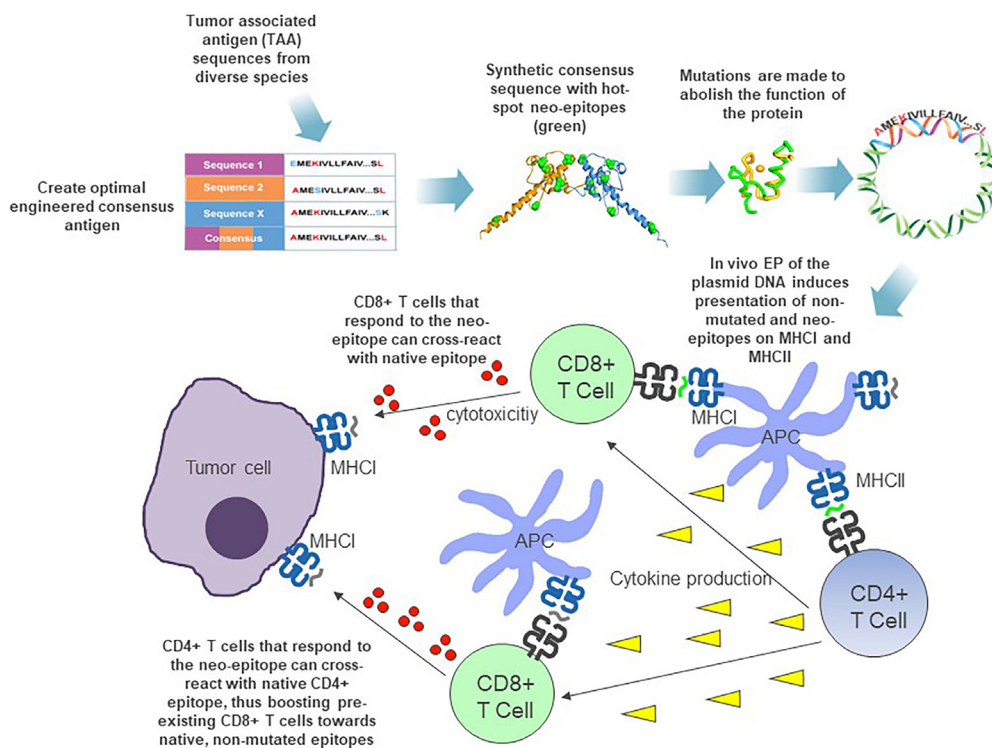 Tumor associated
antigen (TAA)
sequences from
diverse species
Synthetic consensus
sequence with hot-
spot neo-epitopes
(green)
Mutations are made to
abolish the function of
the protein
AMEKIVILLFAIV...SL
Create optimal
engineered consensus
antigen
Sequence 1 EMEKIVLLFAIV...SL
Sequence 2 AMESIVLLFAIV...SL
Sequence X AMEKIVLLFAIV...SK
Consensus AMEKIVLLFAIV...SL
In vivo EP of the
plasmid DNA induces
presentation of non-
mutated and neo-
epitopes on MHCI and
MHCII
CD8+ T cells that
respond to the neo-
epitope can cross-react
with native epitope
CD8+
T Cell
cytotoxicitiy
MHCI
APC
MHCI
Tumor cell
MHCII
MHCI
APC
Cytokine production
CD4+
T Cell
CD4+ T cells that respond to
the neo-epitope can cross-
react with native CD4+
epitope, thus boosting pre-
existing CD8+ T cells towards
native, non-mutated epitopes
CD8+
T Cell